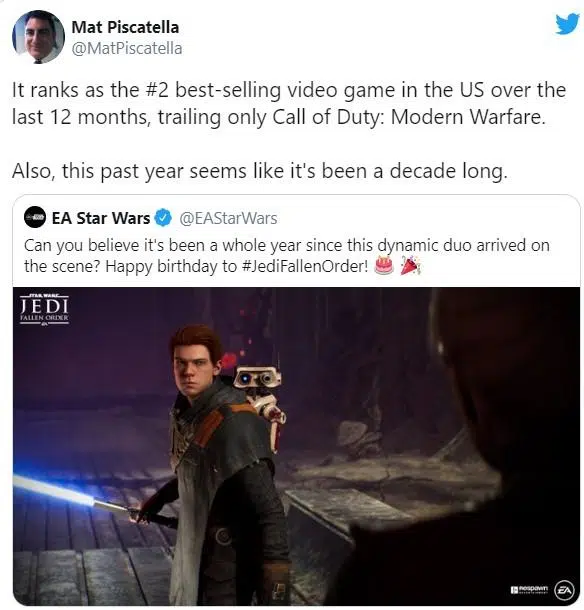 Mat Piscatella
@MatPiscatella
It ranks as the #2 best-selling video game in the US over the
last 12 months, trailing only Call of Duty: Modern Warfare.
Also, this past year seems like it's been a decade long.
EA Star Wars @EAStarWars
Can you believe it's been a whole year since this dynamic duo arrived on
the scene? Happy birthday to #JediFallenOrder! 🎂 🎉
STAR WARS
JEDI
FALLEN ORDER
EA
respawn
ENTERTAINMENT
EA